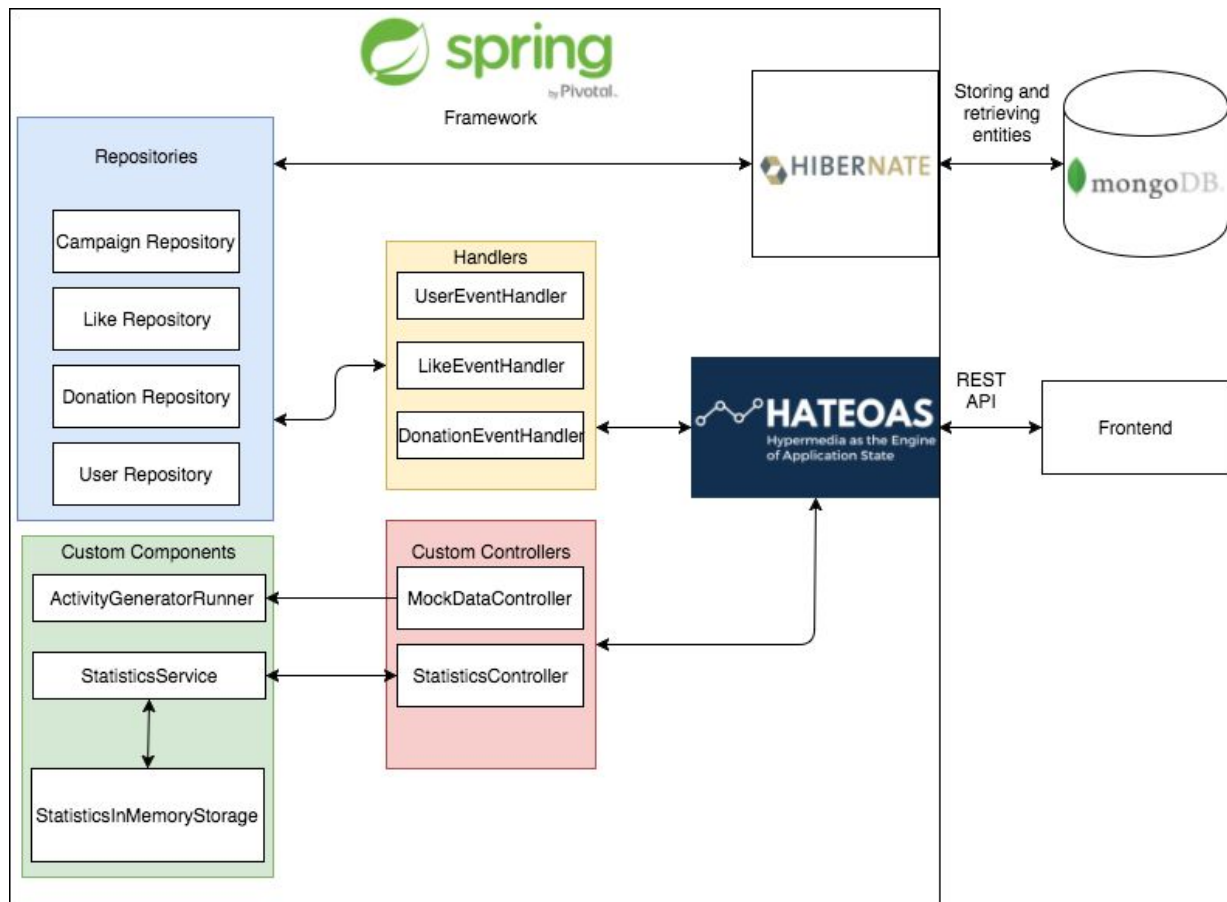 spring
by Pivotal.
Framework
Repositories
Campaign Repository
Like Repository
Donation Repository
User Repository
Handlers
UserEventHandler
LikeEventHandler
DonationEventHandler
HIBERNATE
Storing and
retrieving
entities
mongoDB.
HATEOAS
Hypermedia as the Engine
of Application State
REST
API
Frontend
Custom Components
ActivityGeneratorRunner
StatisticsService
StatisticsInMemoryStorage
Custom Controllers
MockDataController
StatisticsController